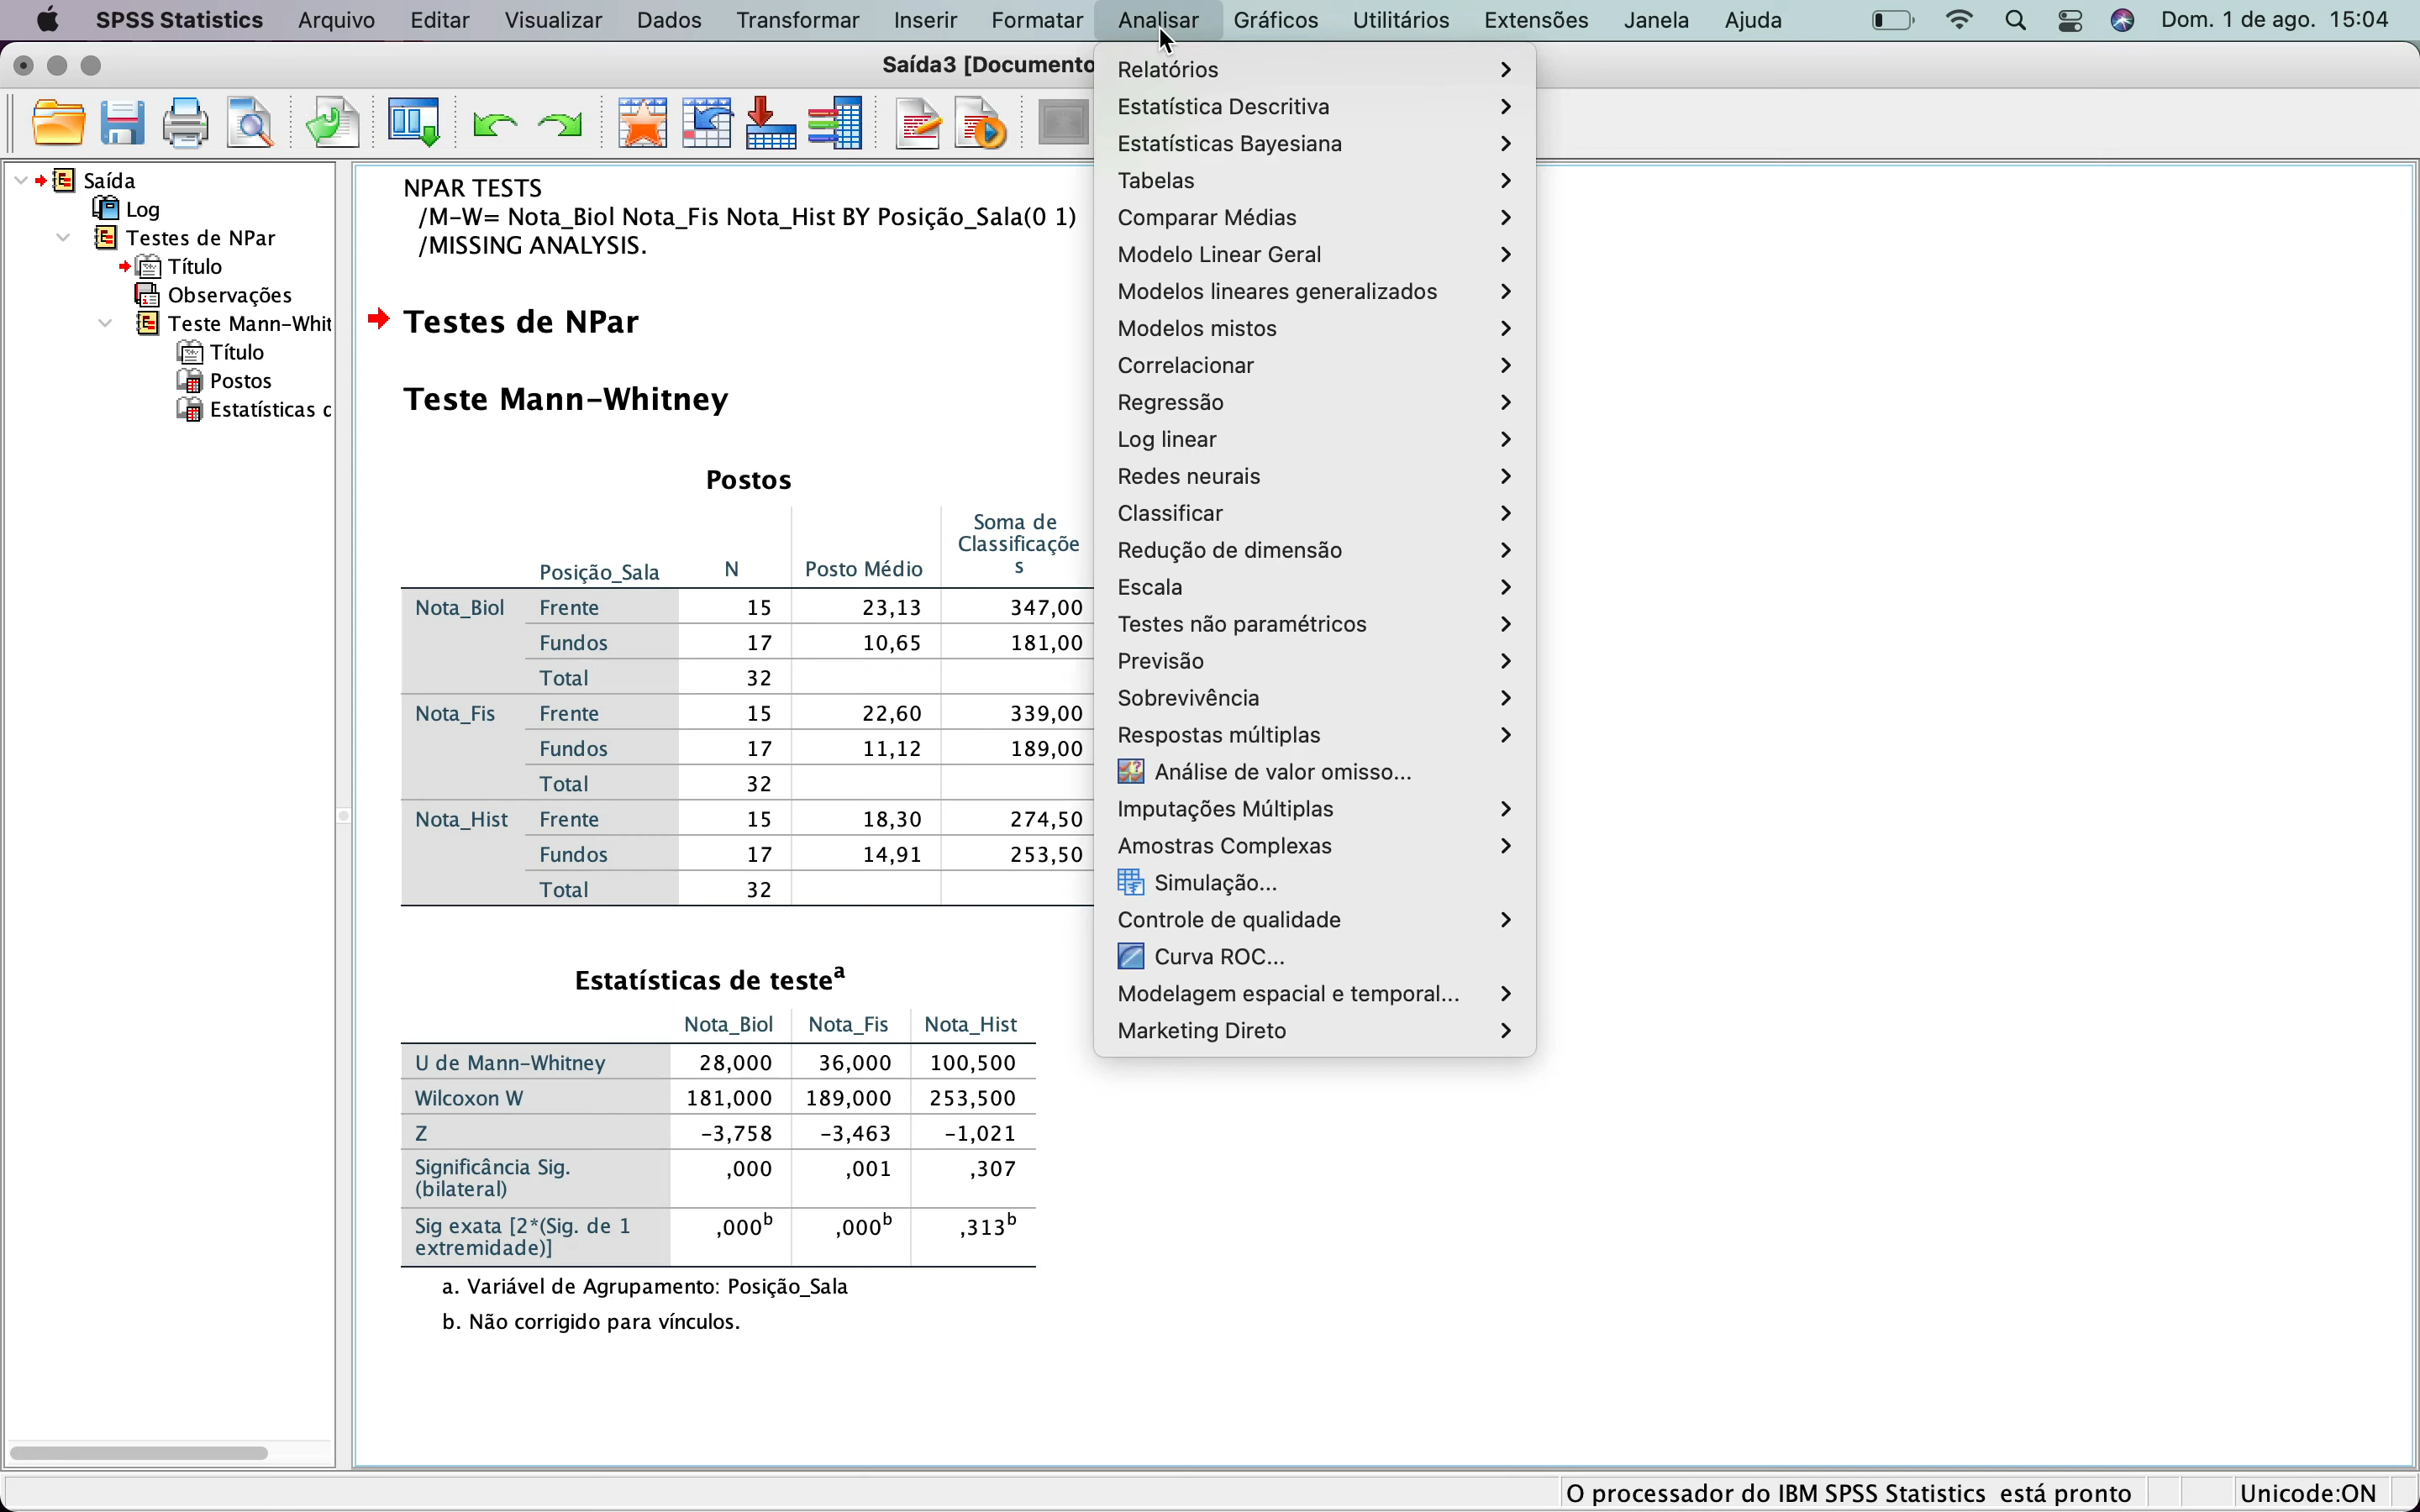 SPSS Statistics Arquivo Editar Visualizar Dados Transformar Inserir Formatar Analisar Gráficos Utilitários Extensões Janela Ajuda Dom. 1 de ago. 15:04
Saída3 [Documento
Saída
Log
Testes de NPar
Título
Observações
Teste Mann-Whit
Título
Postos
Estatísticas
NPAR TESTS
/M-W= Nota_Biol Nota_Fis Nota_Hist BY Posição_Sala(0 1)
/MISSING ANALYSIS.
Testes de NPar
Teste Mann-Whitney
Postos
Soma de
Classificaçõe
Posição_Sala N Posto Médio s
Nota_Biol Frente 15 23,13 347,00
Fundos 17 10,65 181,00
Total 32
Nota_Fis Frente 15 22,60 339,00
Fundos 17 11,12 189,00
Total 32
Nota_Hist Frente 15 18,30 274,50
Fundos 17 14,91 253,50
Total 32
Estatísticas de teste^a
Nota_Biol Nota_Fis Nota_Hist
U de Mann-Whitney 28,000 36,000 100,500
Wilcoxon W 181,000 189,000 253,500
Z -3,758 -3,463 -1,021
Significância Sig. ,000 ,001 ,307
(bilateral)
Sig exata [2*(Sig. de 1 ,000^b ,000^b ,313^b
extremidade)]
a. Variável de Agrupamento: Posição_Sala
b. Não corrigido para vínculos.
Relatórios
Estatística Descritiva
Estatísticas Bayesiana
Tabelas
Comparar Médias
Modelo Linear Geral
Modelos lineares generalizados
Modelos mistos
Correlacionar
Regressão
Log linear
Redes neurais
Classificar
Redução de dimensão
Escala
Testes não paramétricos
Previsão
Sobrevivência
Respostas múltiplas
Análise de valor omisso...
Imputações Múltiplas
Amostras Complexas
Simulação...
Controle de qualidade
Curva ROC...
Modelagem espacial e temporal...
Marketing Direto
O processador do IBM SPSS Statistics está pronto Unicode:ON